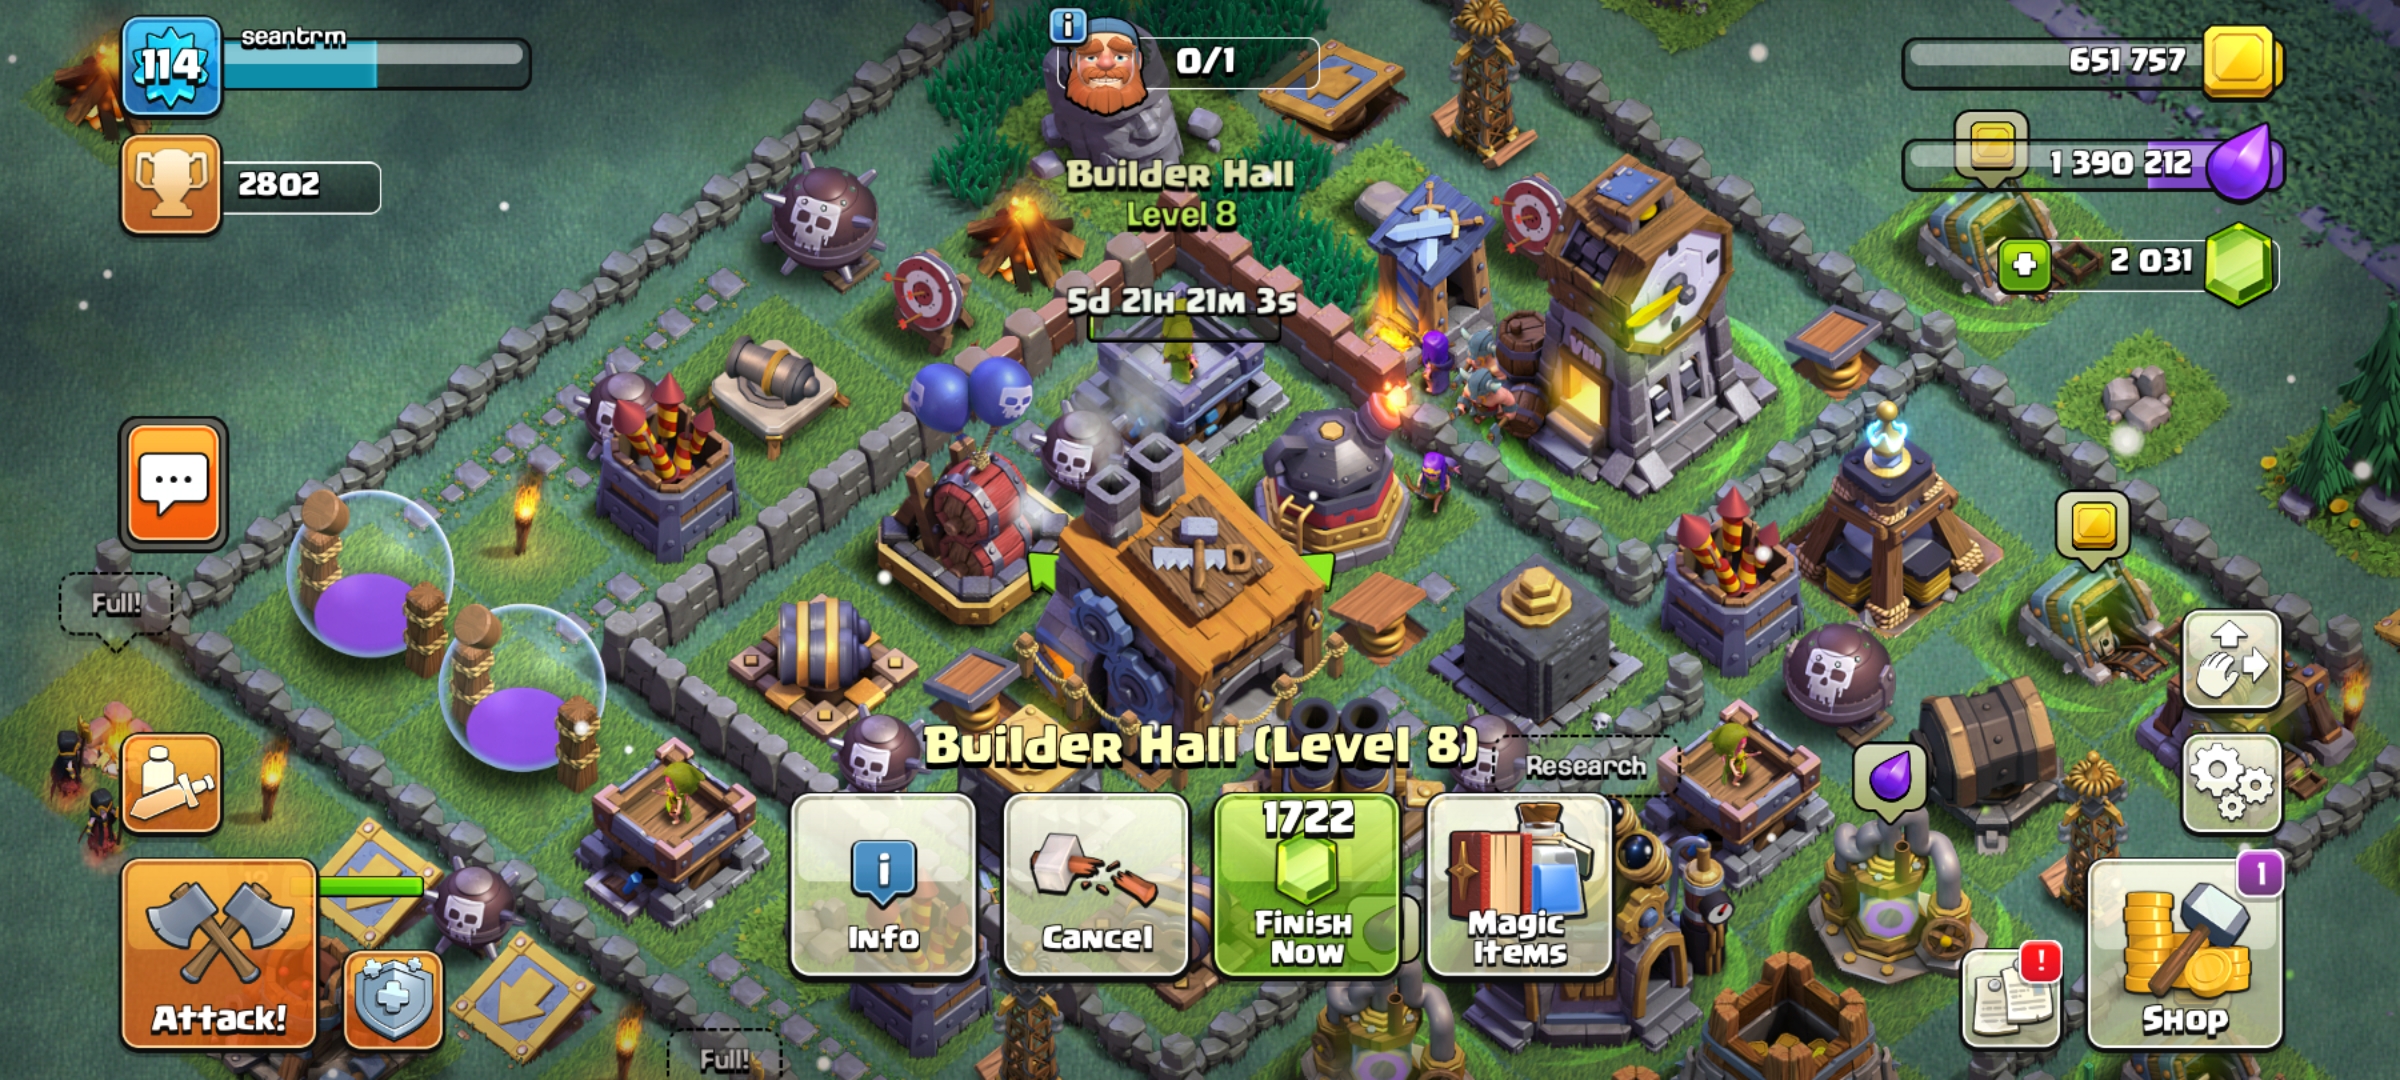 114
seantrm
0/1
651 757
1 390 212
2802
2 031
Builder Hall
Level 8
5d 21h 21m 3s
VIII
Full!
Builder Hall (Level 8)
Research
1722
Info
Cancel
Finish
Now
Magic
Items
1
!
Attack!
Shop
Full!